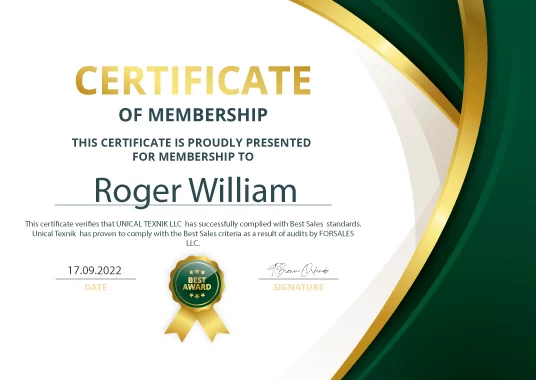 CERTIFICATE
OF MEMBERSHIP
THIS CERTIFICATE IS PROUDLY PRESENTED
FOR MEMBERSHIP TO
Roger William
This certificate verifies that UNICAL TEXNIK LLC has successfully complied with Best Sales standards.
Unical Texnik has proven to comply with the Best Sales criteria as a result of audits by FORSALES
LLC.
17.09.2022
DATE
BEST
AWARD
SIGNATURE